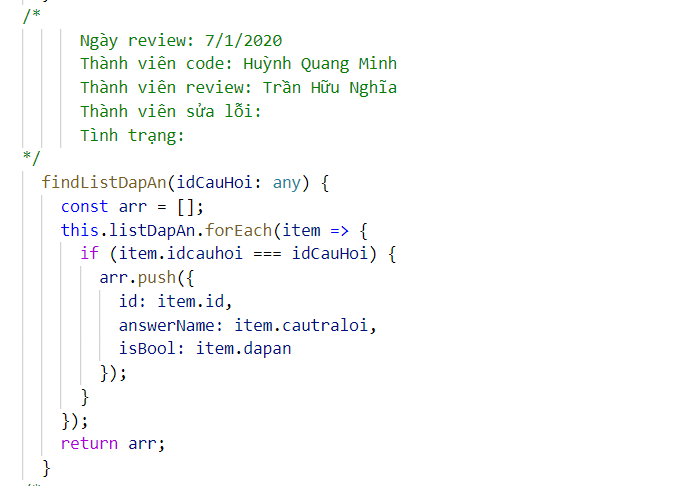 /*
Ngày review: 7/1/2020
Thành viên code: Huỳnh Quang Minh
Thành viên review: Trần Hữu Nghĩa
Thành viên sửa lỗi:
Tình trạng:
*/
findListDapAn(idCauHoi: any) {
const arr = [];
this.listDapAn.forEach(item => {
if (item.idcauhoi === idCauHoi) {
arr.push({
id: item.id,
answerName: item.cautraloi,
isBool: item.dapan
});
}
});
return arr;
}